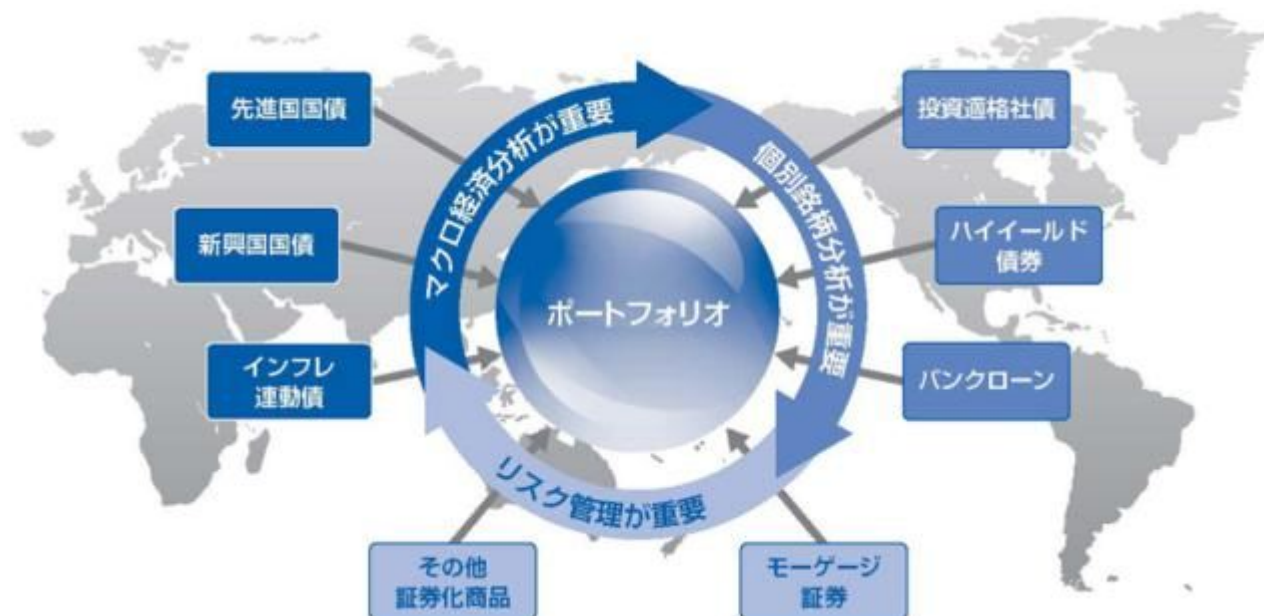 先進国国債
新興国国債
インフレ
連動債
マクロ経済分析が重要
ポートフォリオ
個別銘柄分析が重要
投資適格社債
ハイイールド
債券
バンクローン
リスク管理が重要
その他
証券化商品
モーゲージ
証券